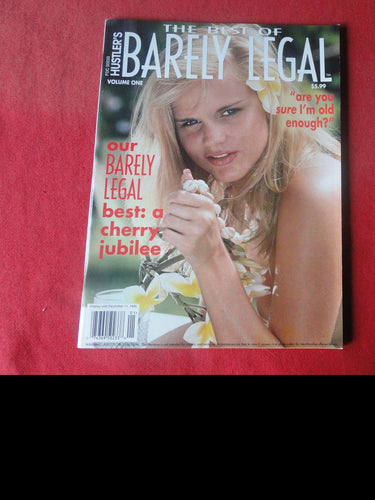 THE BEST OF
HUSTLER'S
BARELY LEGAL
VOLUME ONE
$5.99
"are you
sure I'm old
enough?"
our
BARELY
LEGAL
best: a
cherry
jubilee